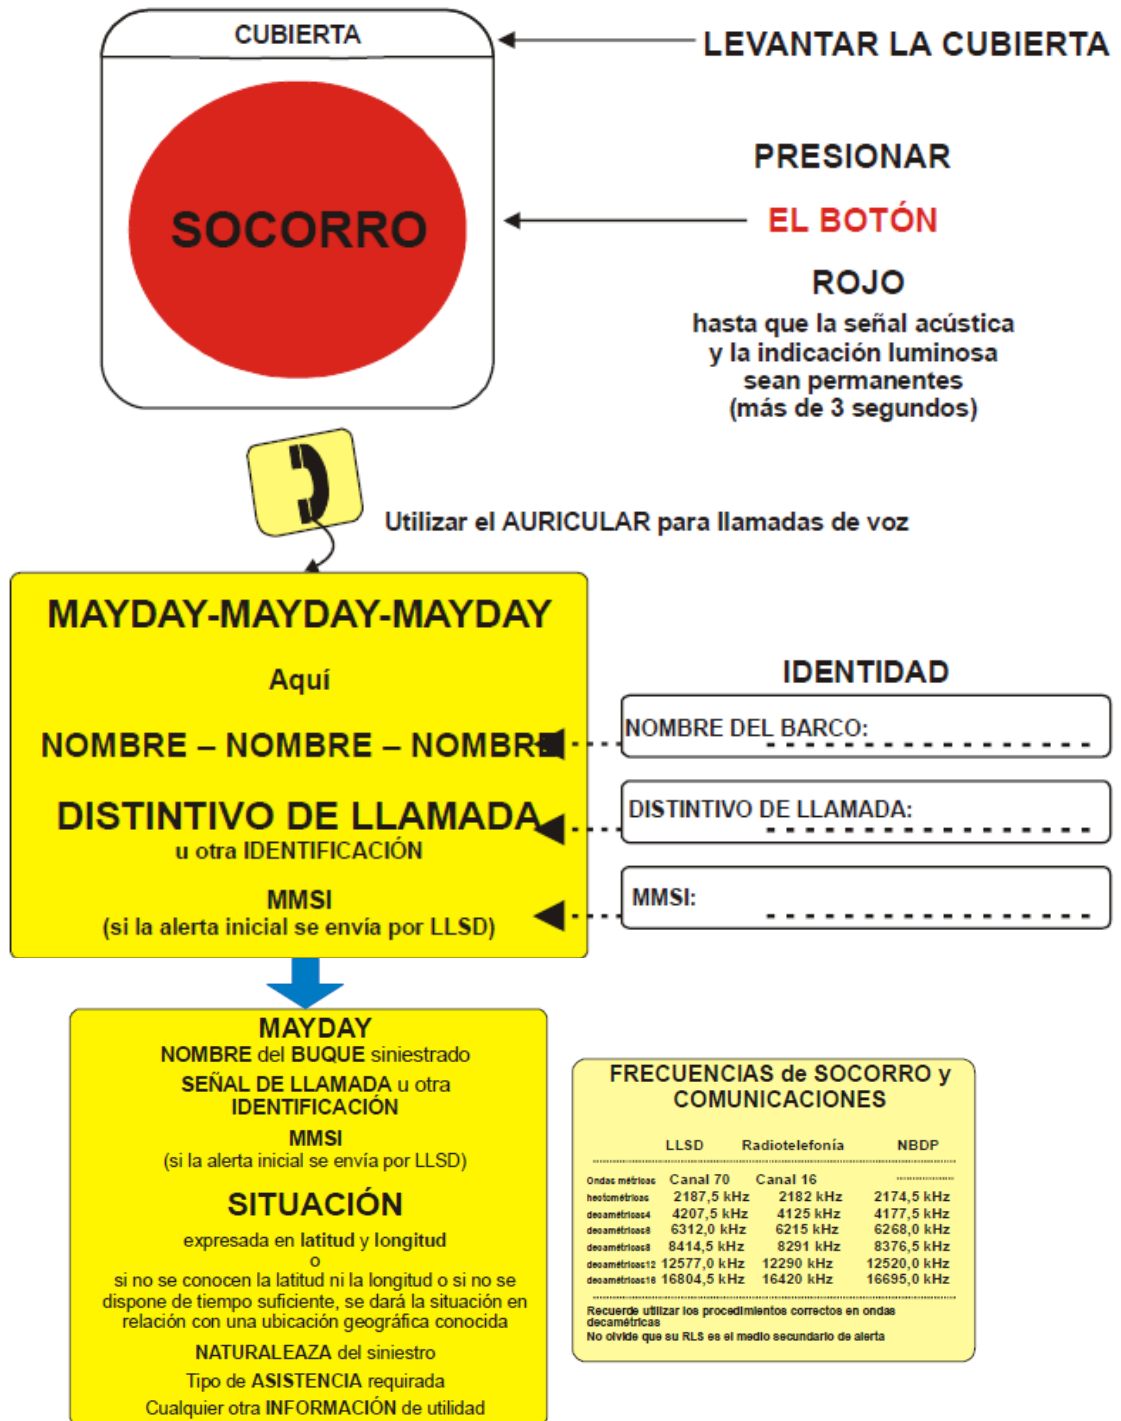 CUBIERTA
LEVANTAR LA CUBIERTA
SOCORRO
PRESIONAR
EL BOTÓN
ROJO
hasta que la señal acústica
y la indicación luminosa
sean permanentes
(más de 3 segundos)
Utilizar el AURICULAR para llamadas de voz
MAYDAY-MAYDAY-MAYDAY
Aquí
NOMBRE – NOMBRE – NOMBRE
DISTINTIVO DE LLAMADA
u otra IDENTIFICACIÓN
MMSI
(si la alerta inicial se envía por LLSD)
IDENTIDAD
NOMBRE DEL BARCO:
DISTINTIVO DE LLAMADA:
MMSI:
MAYDAY
NOMBRE del BUQUE siniestrado
SEÑAL DE LLAMADA u otra
IDENTIFICACIÓN
MMSI
(si la alerta inicial se envía por LLSD)
SITUACIÓN
expresada en latitud y longitud
o
si no se conocen la latitud ni la longitud o si no se
dispone de tiempo suficiente, se dará la situación en
relación con una ubicación geográfica conocida
NATURALEAZA del siniestro
Tipo de ASISTENCIA requirada
Cualquier otra INFORMACIÓN de utilidad
FRECUENCIAS de SOCORRO y
COMUNICACIONES
LLSD Radiotelefonía NBDP
Ondas métricas Canal 70 Canal 16
hectométricas 2187,5 kHz 2182 kHz 2174,5 kHz
decamétricas4 4207,5 kHz 4125 kHz 4177,5 kHz
decamétricas6 6312,0 kHz 6215 kHz 6268,0 kHz
decamétricas8 8414,5 kHz 8291 kHz 8376,5 kHz
decamétricas12 12577,0 kHz 12290 kHz 12520,0 kHz
decamétricas16 16804,5 kHz 16420 kHz 16695,0 kHz
Recuerde utilizar los procedimientos correctos en ondas
decamétricas
No olvide que su RLS es el medio secundario de alerta